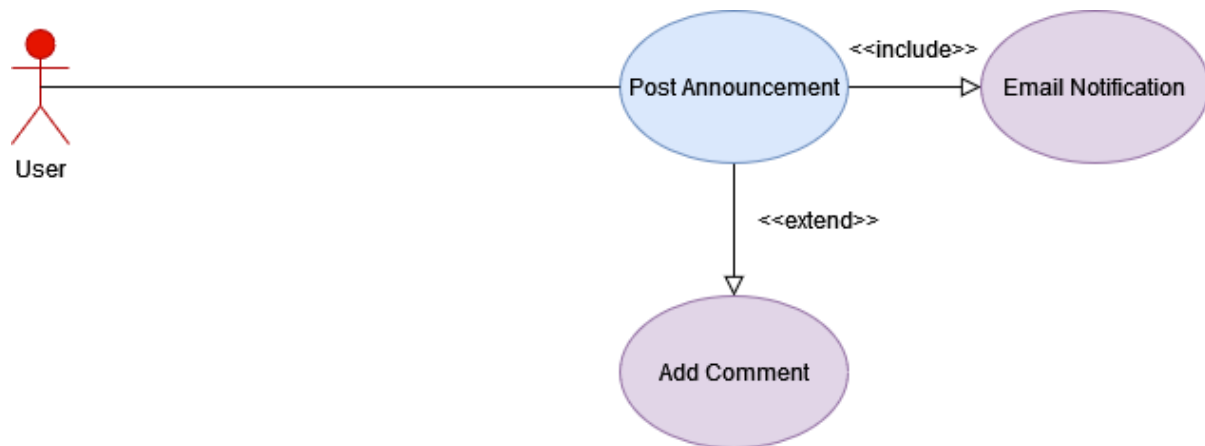 <<include>>
Post Announcement
Email Notification
User
<<extend>>
Add Comment